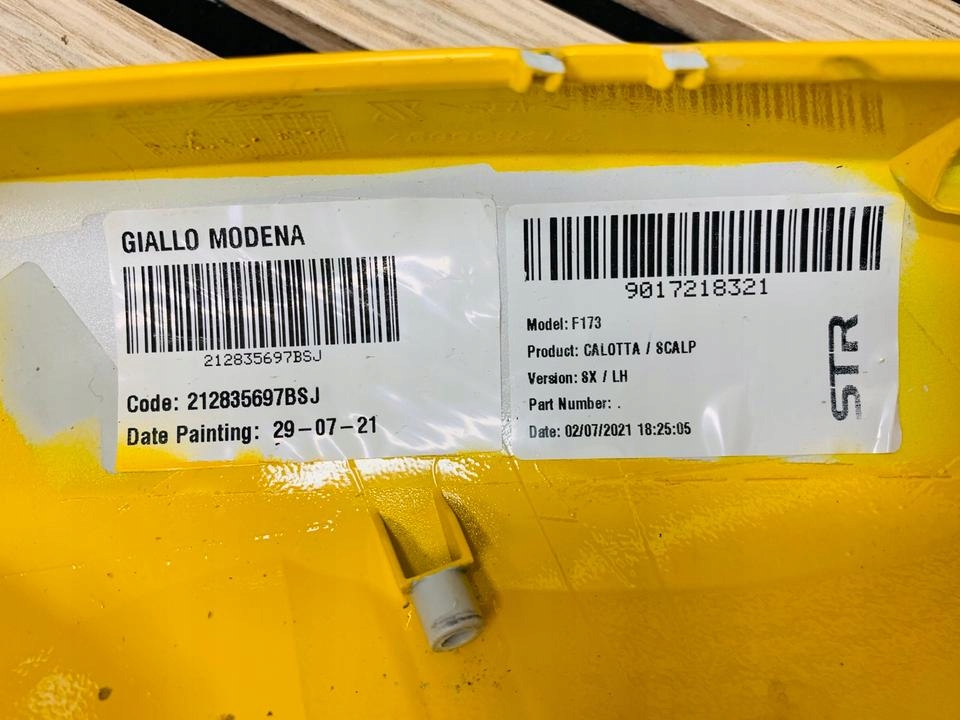 GIALLO MODENA
212835697BSJ
Code: 212835697BSJ
Date Painting: 29-07-21
9017218321
Model: F173
Product: CALOTTA / SCALP
Version: SX / LH
Part Number: .
Date: 02/07/2021 18:25:05
STR